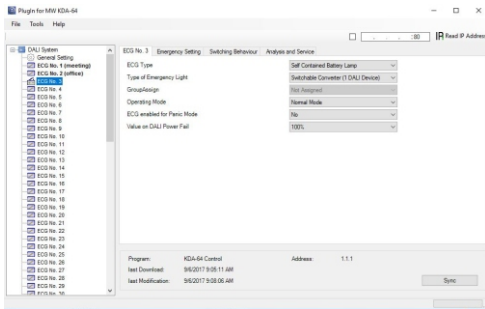 PlugIn for MW KDA-64
File Tools Help
:80 Read IP Address
DALI System
General Setting
ECG No. 1 (meeting)
ECG No. 2 (office)
ECG No. 3
ECG No. 4
ECG No. 5
ECG No. 6
ECG No. 7
ECG No. 8
ECG No. 9
ECG No. 10
ECG No. 11
ECG No. 12
ECG No. 13
ECG No. 14
ECG No. 15
ECG No. 16
ECG No. 17
ECG No. 18
ECG No. 19
ECG No. 20
ECG No. 21
ECG No. 22
ECG No. 23
ECG No. 24
ECG No. 25
ECG No. 26
ECG No. 27
ECG No. 28
ECG No. 29
ECG No. 30
ECG No. 3 Emergency Setting Switching Behaviour Analysis and Service
ECG Type Self Contained Battery Lamp
Type of Emergency Light Switchable Converter (1 DALI Device)
GroupAssign Not Assigned
Operating Mode Normal Mode
ECG enabled for Panic Mode No
Value on DALI Power Fail 100%
Program: KDA-64 Control Address: 1.1.1
last Download: 9/6/2017 9:05:11 AM
last Modification: 9/6/2017 9:08:06 AM
Sync